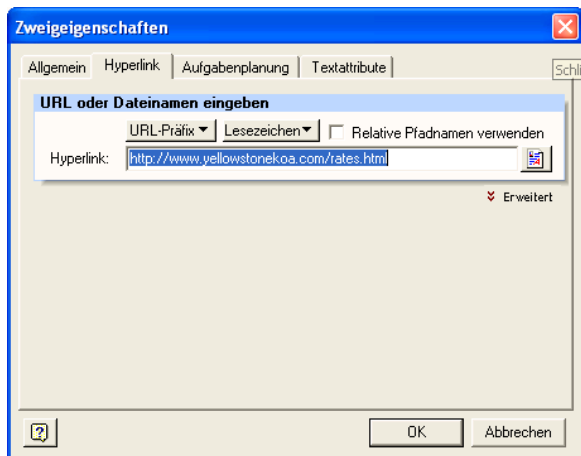 Zweigeigenschaften
Allgemein Hyperlink Aufgabenplanung Textattribute
Schli
URL oder Dateinamen eingeben
URL-Präfix Lesezeichen Relative Pfadnamen verwenden
Hyperlink: http://www.yellowstonekoa.com/rates.html
Erweitert
OK Abbrechen